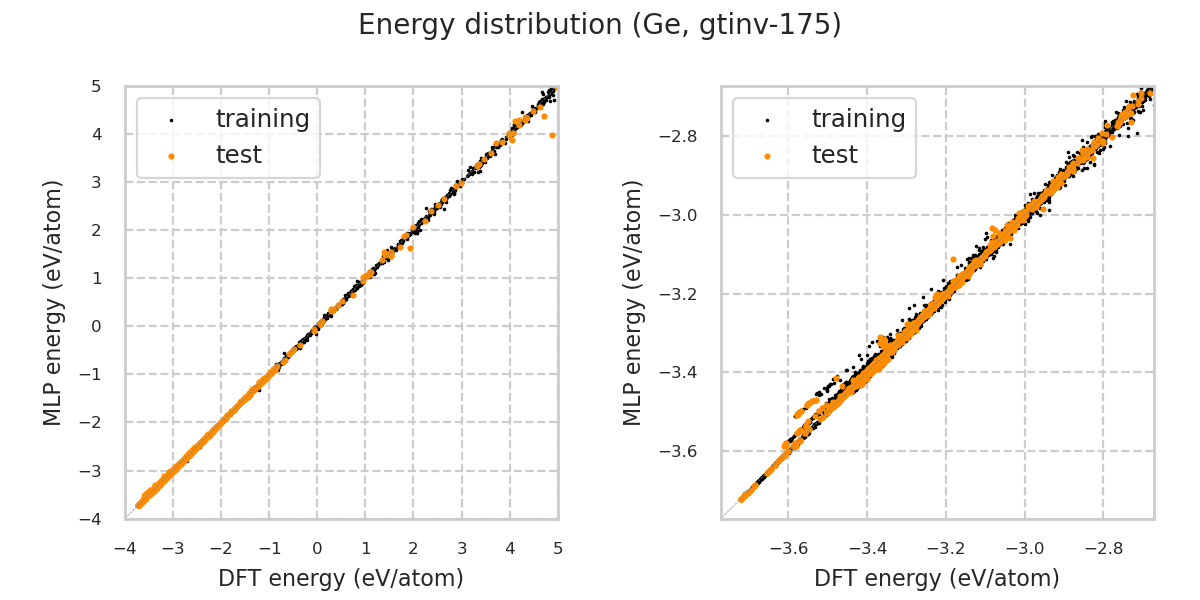 Energy distribution (Ge, gtinv-175)
5
4
3
2
1
0
−1
−2
−3
−4
MLP energy (eV/atom)
training
test
−4 −3 −2 −1 0 1 2 3 4 5
DFT energy (eV/atom)
−2.8
−3.0
−3.2
−3.4
−3.6
MLP energy (eV/atom)
training
test
−3.6 −3.4 −3.2 −3.0 −2.8
DFT energy (eV/atom)